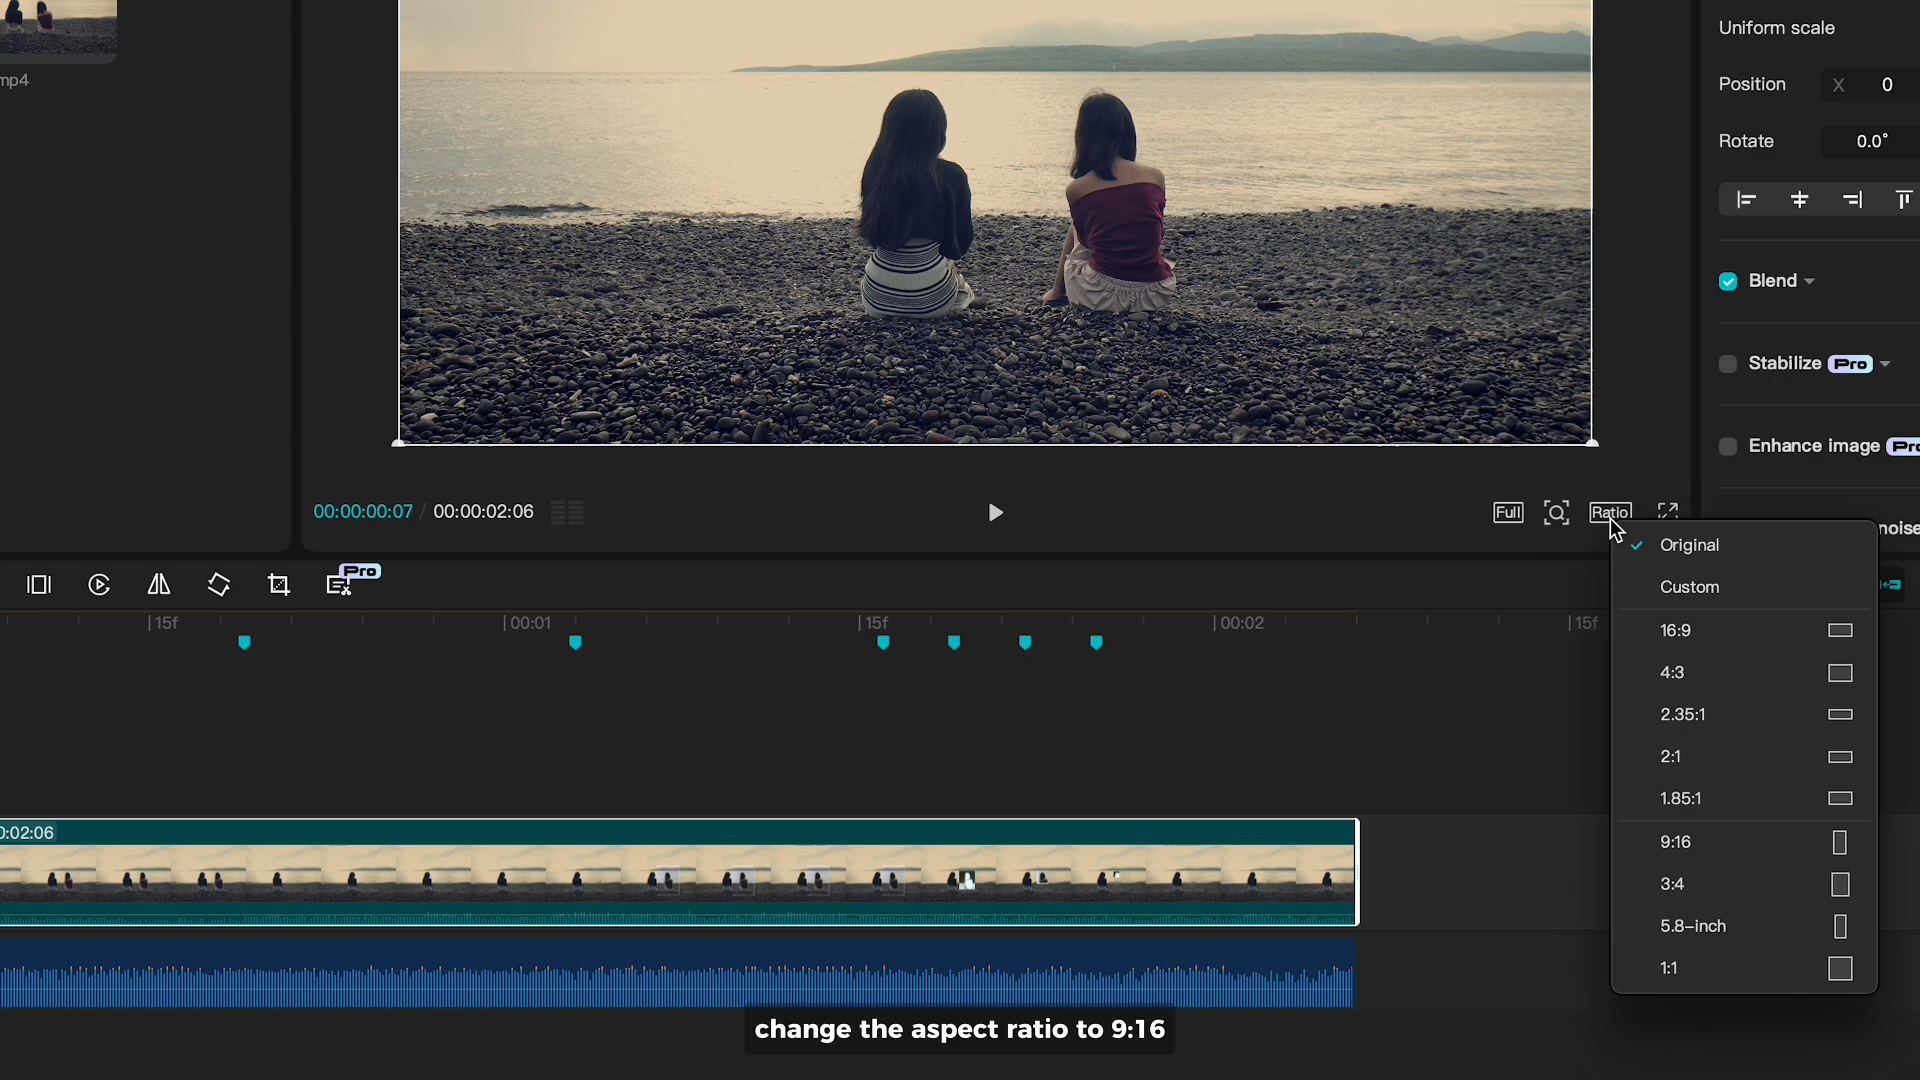 mp4
Uniform scale
Position X 0
Rotate 0.0°
Blend
Stabilize Pro
Enhance image Pro
noise
00:00:00:07 / 00:00:02:06
Full
Ratio
Original
Custom
16:9
4:3
2.35:1
2:1
1.85:1
9:16
3:4
5.8-inch
1:1
Pro
15f 00:01 15f 00:02 15f
0:02:06
change the aspect ratio to 9:16